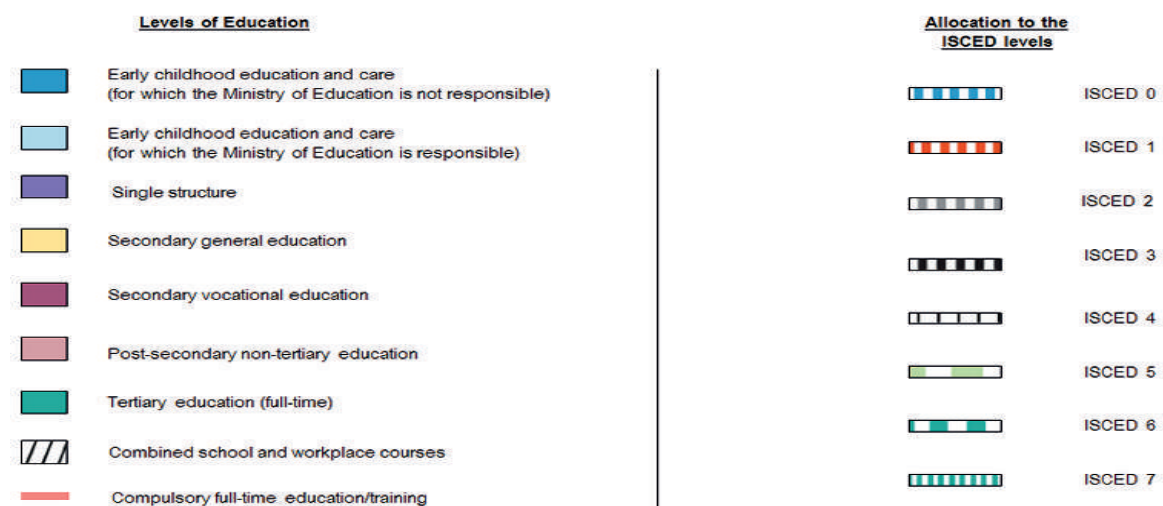 Levels of Education
Early childhood education and care
(for which the Ministry of Education is not responsible)
Early childhood education and care
(for which the Ministry of Education is responsible)
Single structure
Secondary general education
Secondary vocational education
Post-secondary non-tertiary education
Tertiary education (full-time)
Combined school and workplace courses
Compulsory full-time education/training
Allocation to the
ISCED levels
ISCED 0
ISCED 1
ISCED 2
ISCED 3
ISCED 4
ISCED 5
ISCED 6
ISCED 7